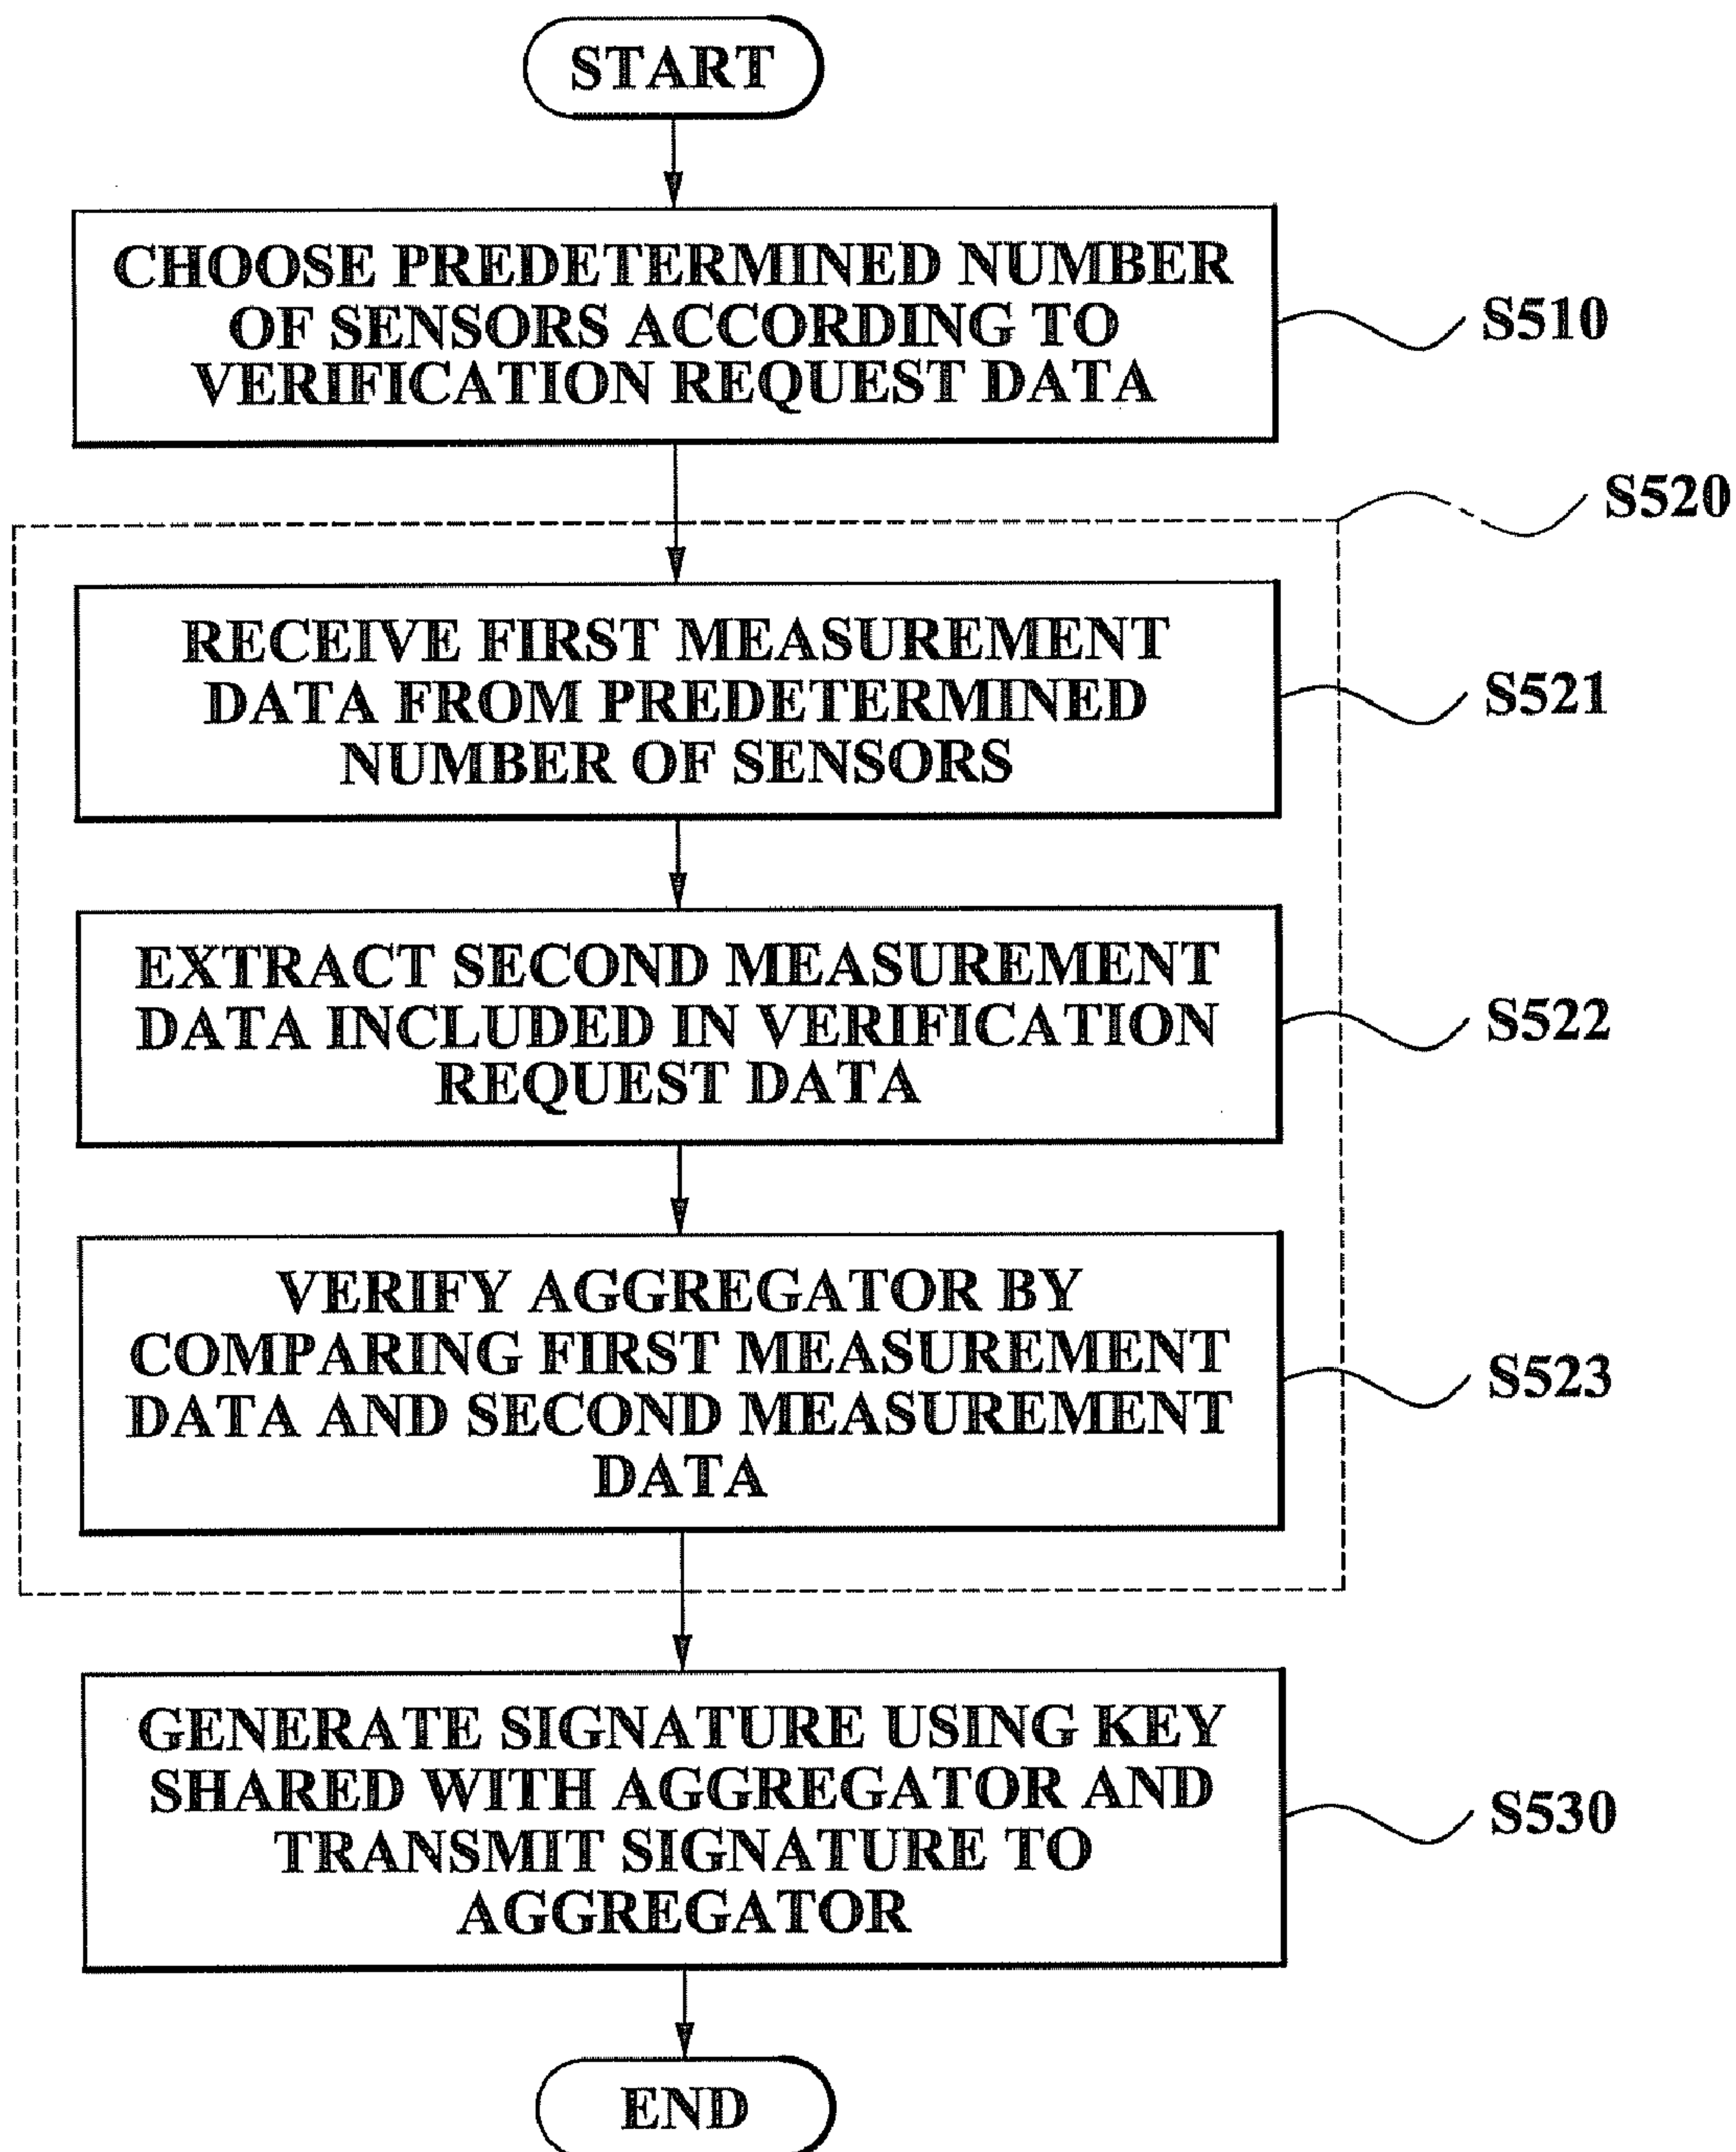 START
CHOOSE PREDETERMINED NUMBER
OF SENSORS ACCORDING TO
VERIFICATION REQUEST DATA
S510
S520
RECEIVE FIRST MEASUREMENT
DATA FROM PREDETERMINED
NUMBER OF SENSORS
S521
EXTRACT SECOND MEASUREMENT
DATA INCLUDED IN VERIFICATION
REQUEST DATA
S522
VERIFY AGGREGATOR BY
COMPARING FIRST MEASUREMENT
DATA AND SECOND MEASUREMENT
DATA
S523
GENERATE SIGNATURE USING KEY
SHARED WITH AGGREGATOR AND
TRANSMIT SIGNATURE TO
AGGREGATOR
S530
END